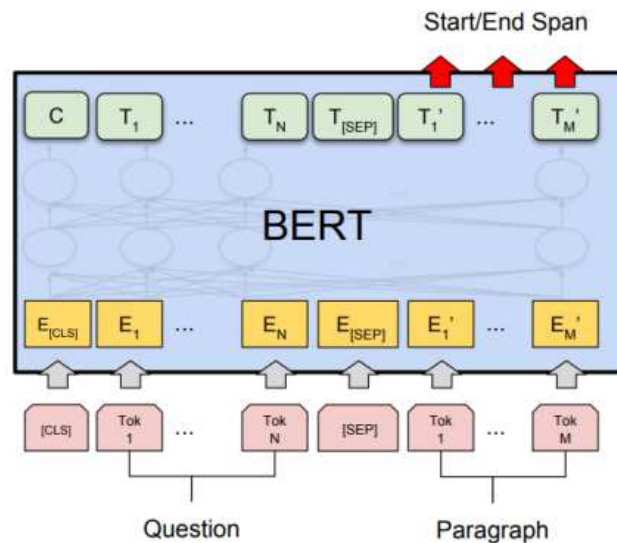 Start/End Span
C T1 ... TN T[SEP] T1' ... TM'
BERT
E[CLS] E1 ... EN E[SEP] E1' ... EM'
[CLS] Tok 1 ... Tok N [SEP] Tok 1 ... Tok M
Question Paragraph